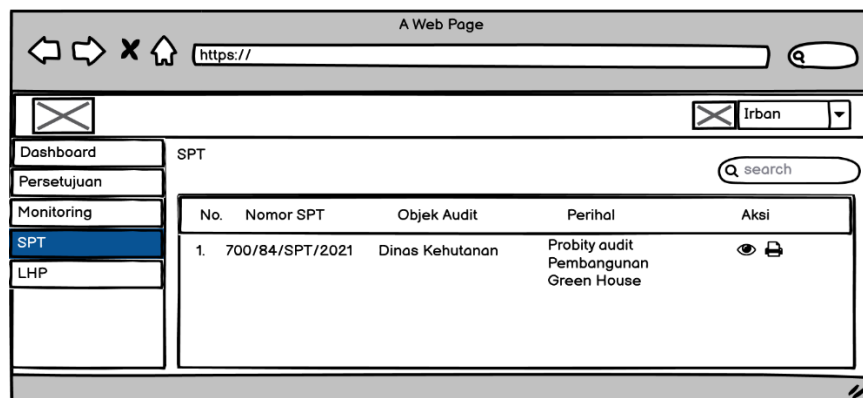 A Web Page
https://
Irban
Dashboard
Persetujuan
Monitoring
SPT
LHP
SPT
search
No. Nomor SPT Objek Audit Perihal Aksi
1. 700/84/SPT/2021 Dinas Kehutanan Probity audit
Pembangunan
Green House